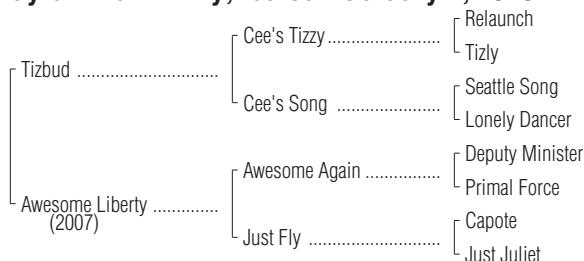 Relaunch
Cee's Tizzy
Tizly
Tizbud
Seattle Song
Cee's Song
Lonely Dancer
Deputy Minister
Awesome Again
Primal Force
Awesome Liberty
(2007)
Capote
Just Fly
Just Juliet